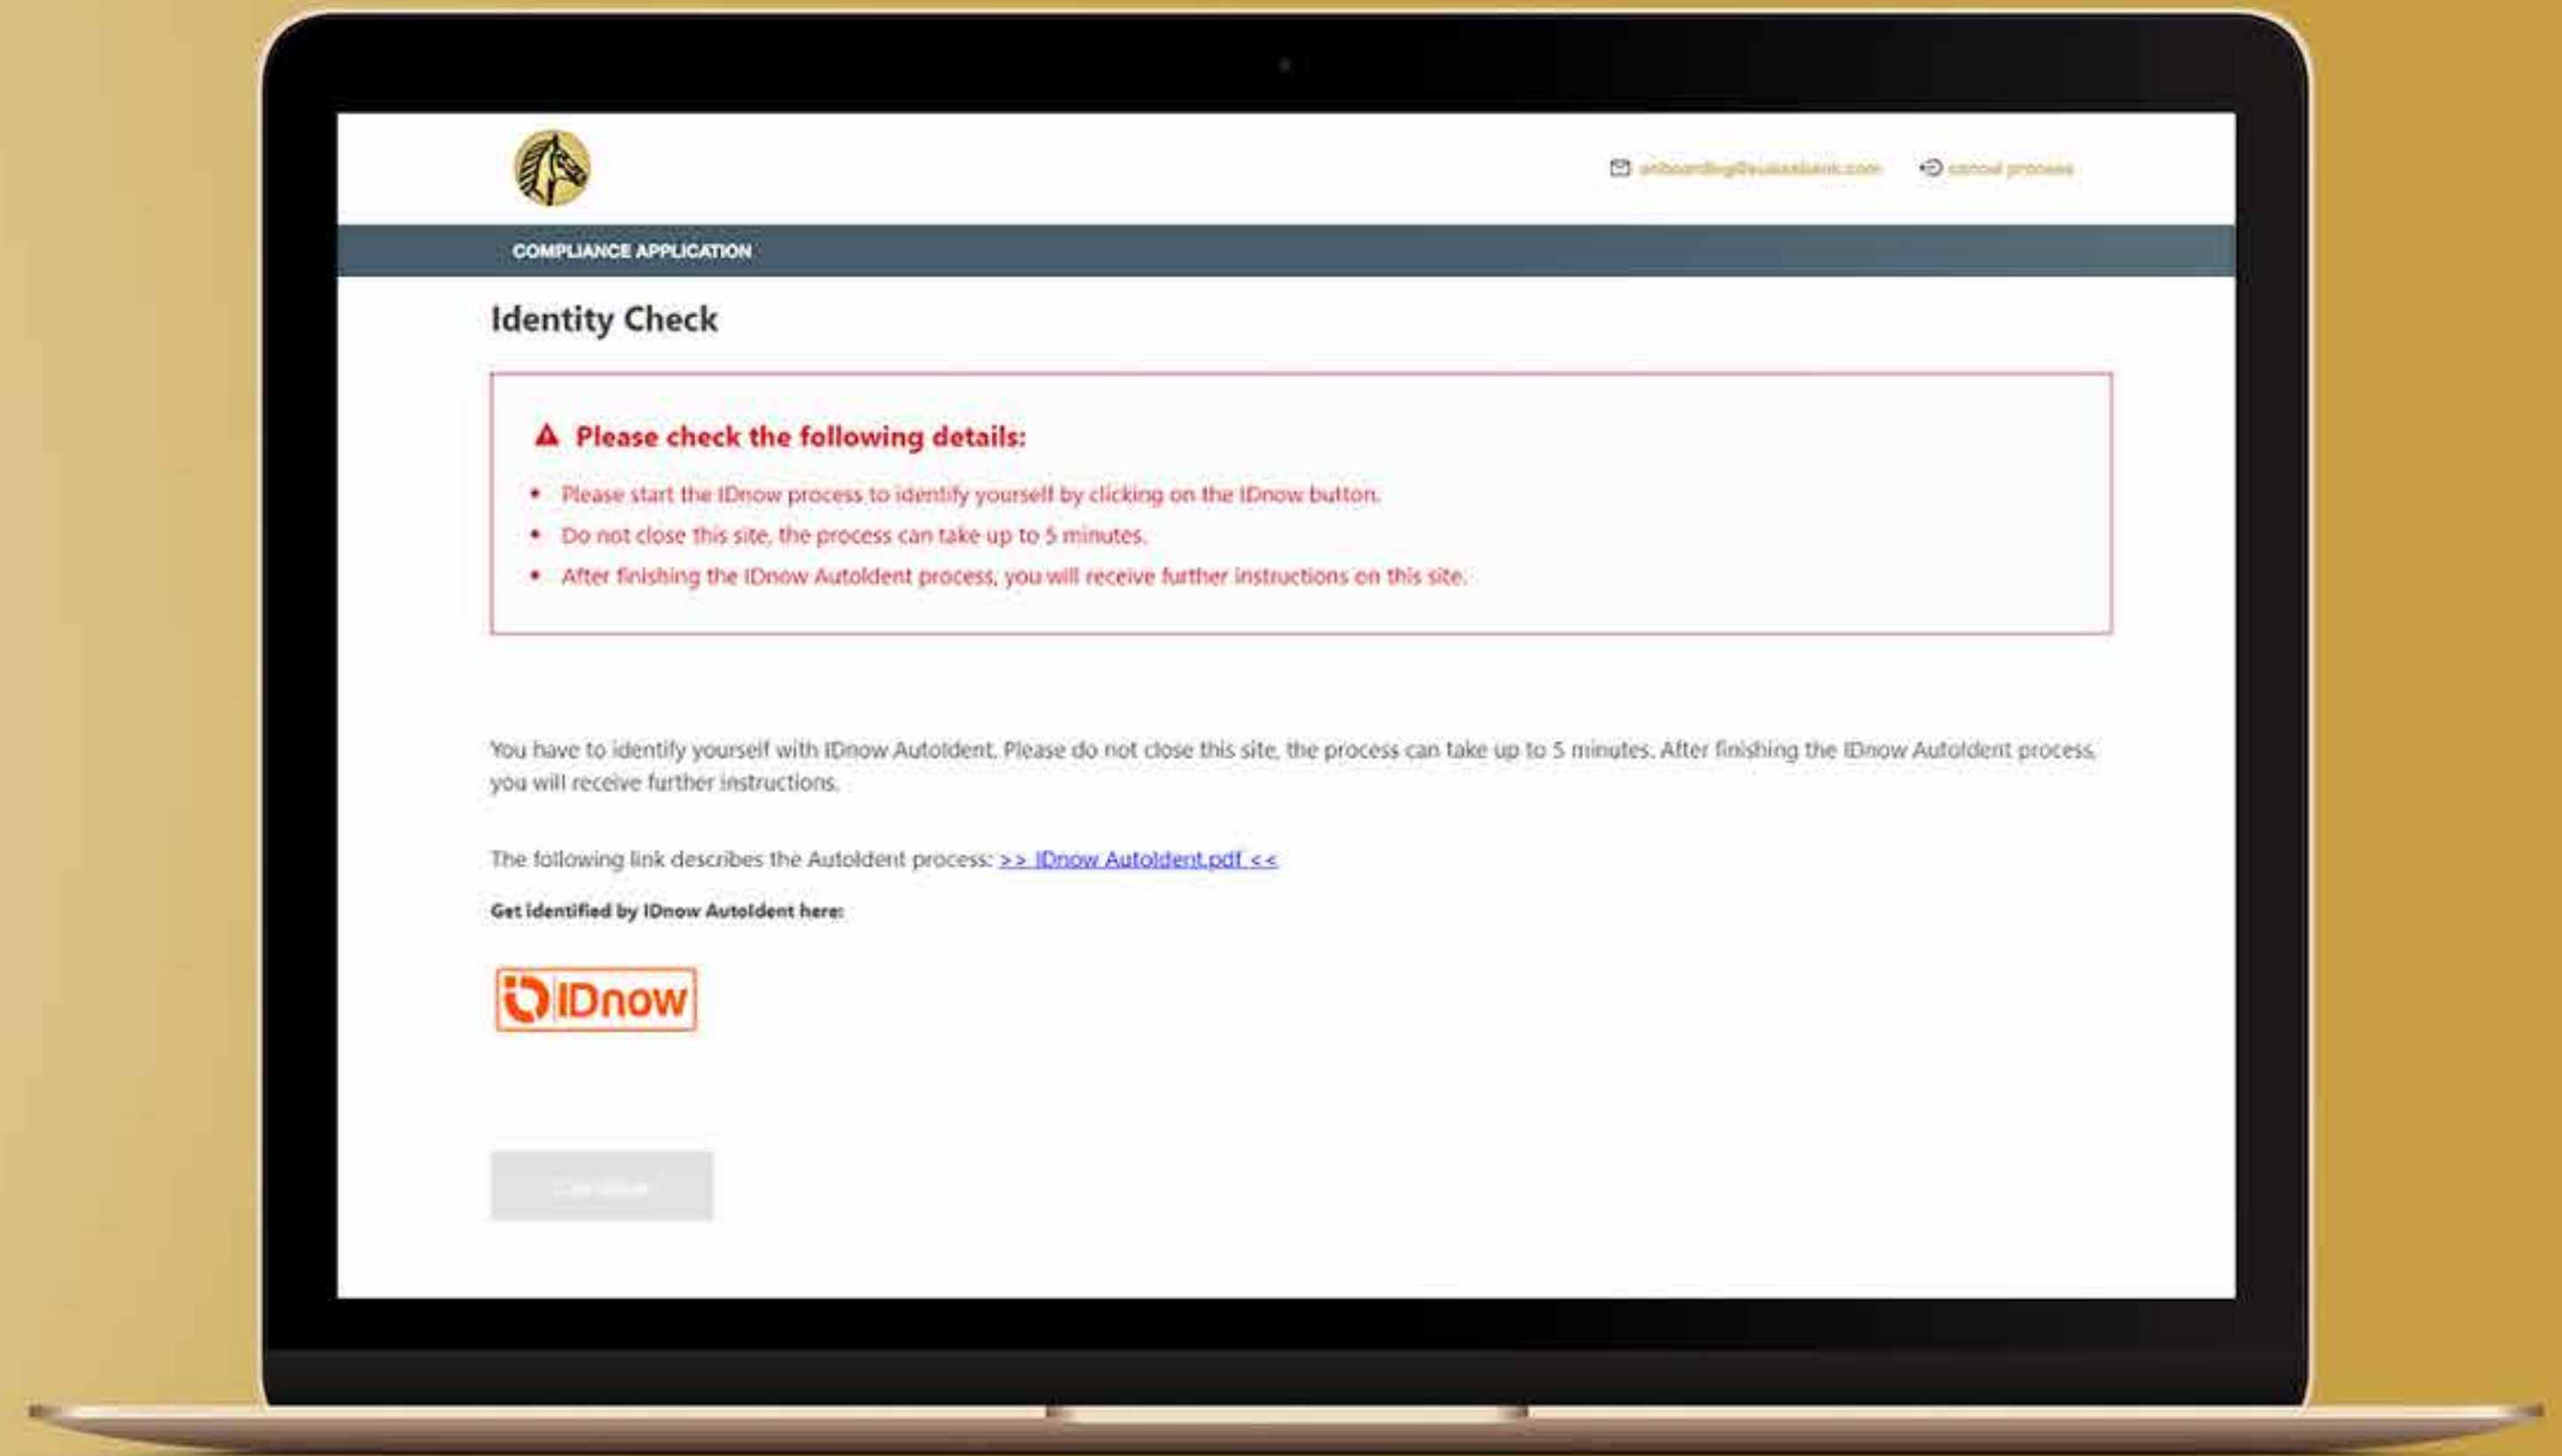 cancel process
COMPLIANCE APPLICATION
Identity Check
Please check the following details:
• Please start the IDnow process to identify yourself by clicking on the IDnow button.
• Do not close this site, the process can take up to 5 minutes.
• After finishing the IDnow AutoIdent process, you will receive further instructions on this site.
You have to identify yourself with IDnow AutoIdent. Please do not close this site, the process can take up to 5 minutes. After finishing the IDnow AutoIdent process,
you will receive further instructions.
The following link describes the AutoIdent process: >> IDnow AutoIdent.pdf <<
Get identified by IDnow AutoIdent here:
IDnow
Continue